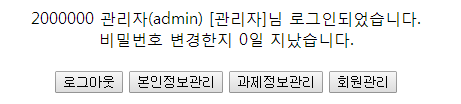 2000000 관리자(admin) [관리자]님 로그인되었습니다.
비밀번호 변경한지 0일 지났습니다.
로그아웃 본인정보관리 과제정보관리 회원관리